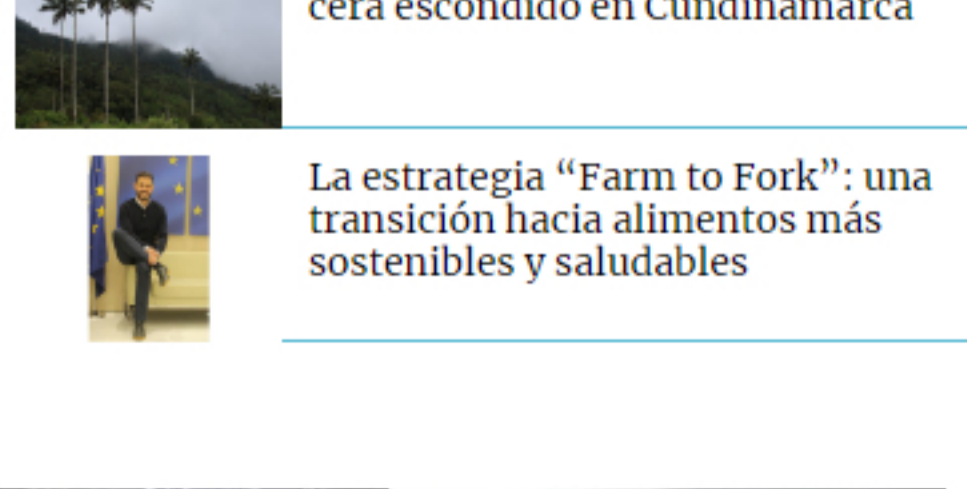 cera escondido en Cundinamarca
La estrategia “Farm to Fork”: una
transición hacia alimentos más
sostenibles y saludables